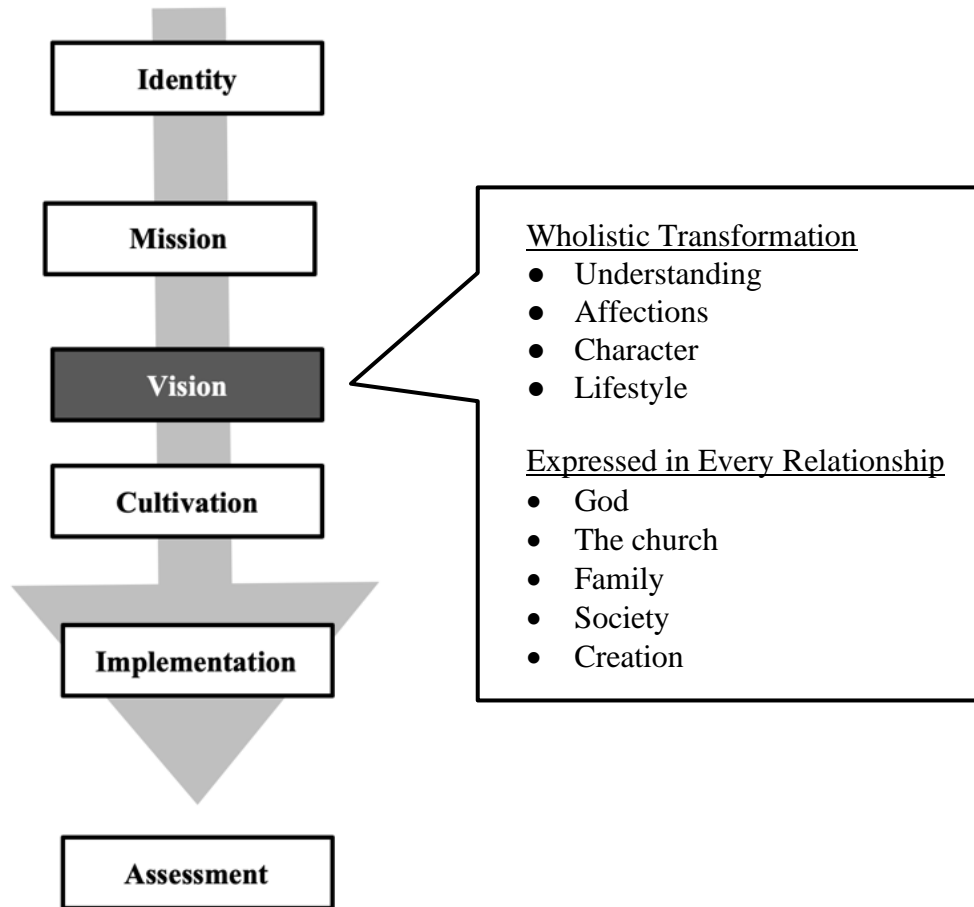 Identity
Mission
Vision
Cultivation
Implementation
Assessment
Wholistic Transformation
● Understanding
● Affections
● Character
● Lifestyle
Expressed in Every Relationship
• God
• The church
• Family
• Society
• Creation